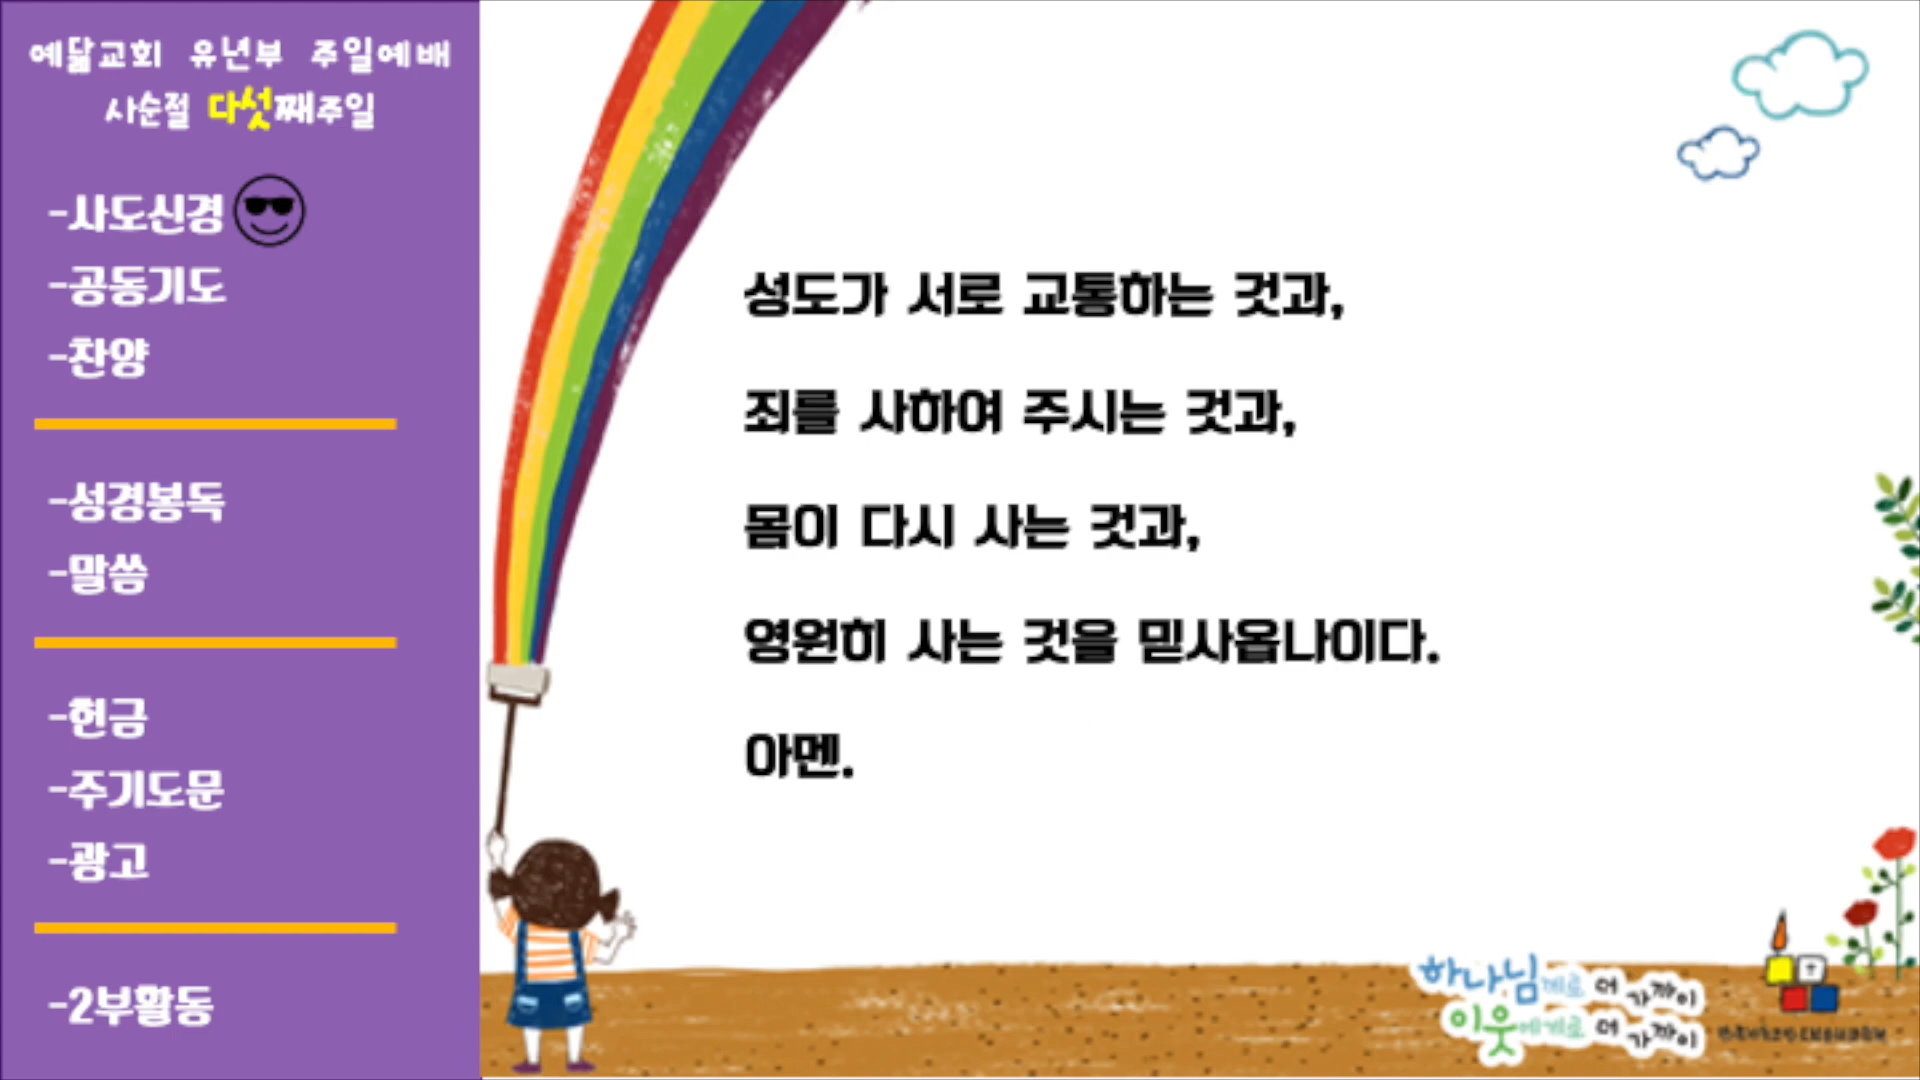 예닮교회 유년부 주일예배
사순절 다섯째주일
-사도신경
-공동기도
-찬양
-성경봉독
-말씀
-헌금
-주기도문
-광고
-2부활동
성도가 서로 교통하는 것과,
죄를 사하여 주시는 것과,
몸이 다시 사는 것과,
영원히 사는 것을 믿사옵나이다.
아멘.
하나님께로 더 가까이
이웃에게로 더 가까이